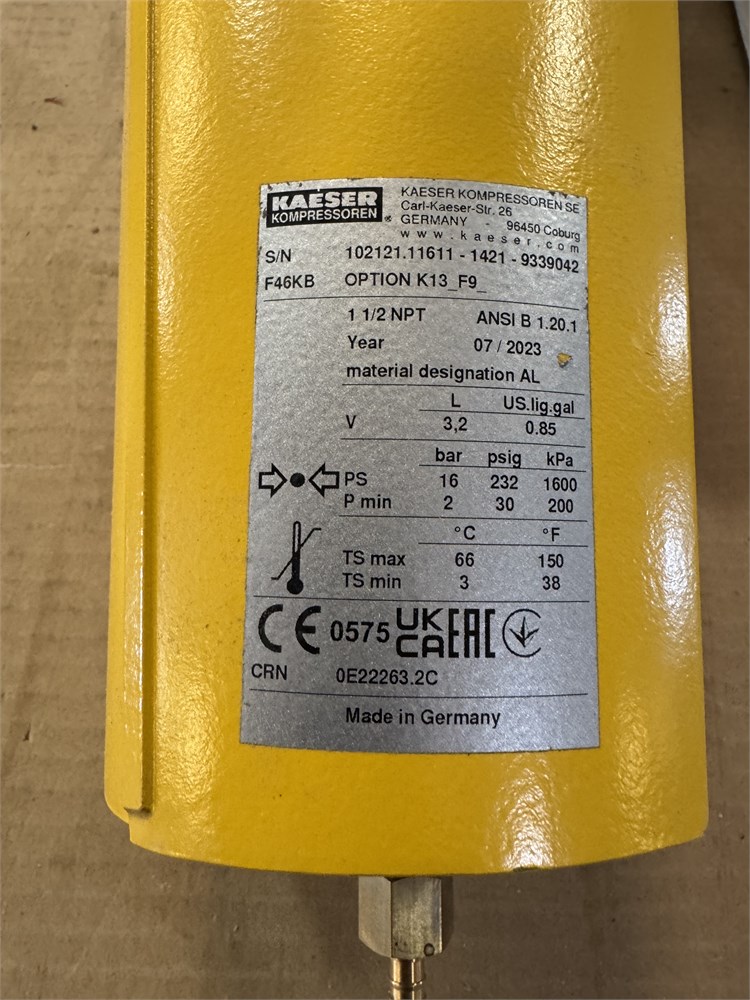 KAESER
KOMPRESSOREN
®
KAESER KOMPRESSOREN SE
Carl-Kaeser-Str. 26
GERMANY - 96450 Coburg
www.kaeser.com
S/N 102121.11611 - 1421 - 9339042
F46KB OPTION K13_F9_
1 1/2 NPT ANSI B 1.20.1
Year 07 / 2023
material designation AL
L US.lig.gal
V 3,2 0.85
bar psig kPa
PS 16 232 1600
P min 2 30 200
°C °F
TS max 66 150
TS min 3 38
CE 0575 UK CA EAC
CRN 0E22263.2C
Made in Germany